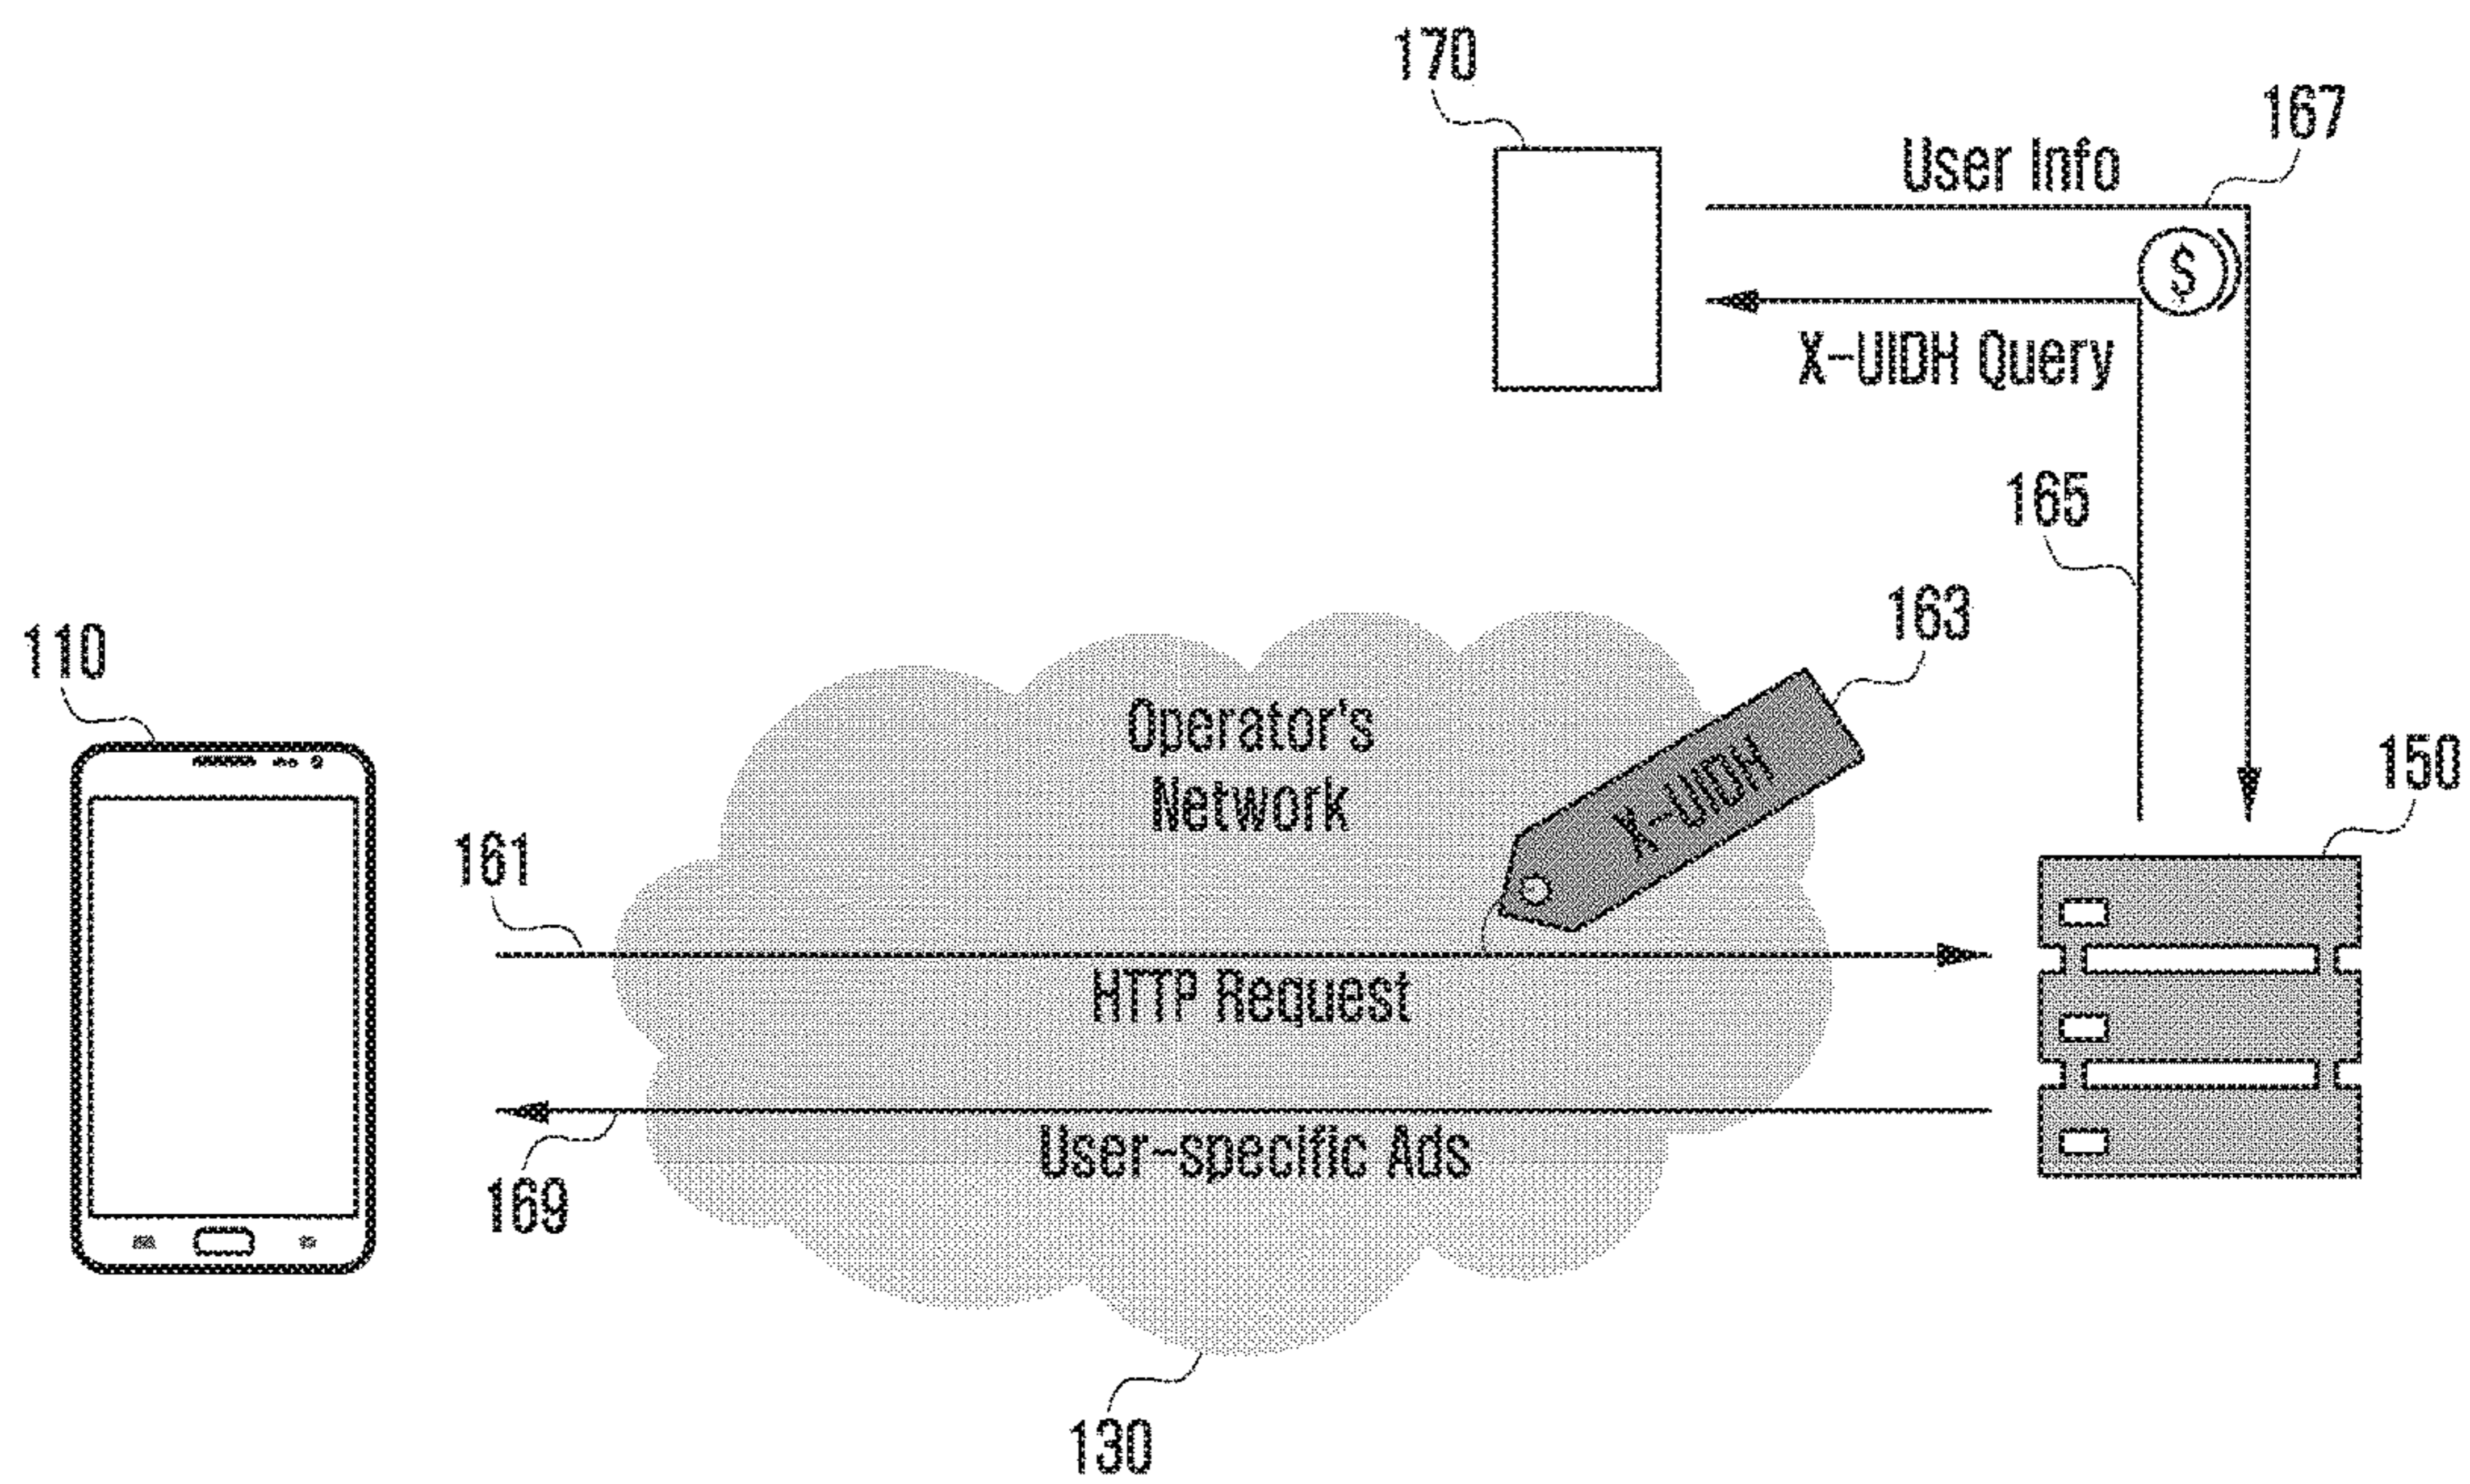 170
167
User Info
$
X-UIDH Query
165
163
110
Operator's
Network
X-UIDH
150
161
HTTP Request
User-specific Ads
169
130